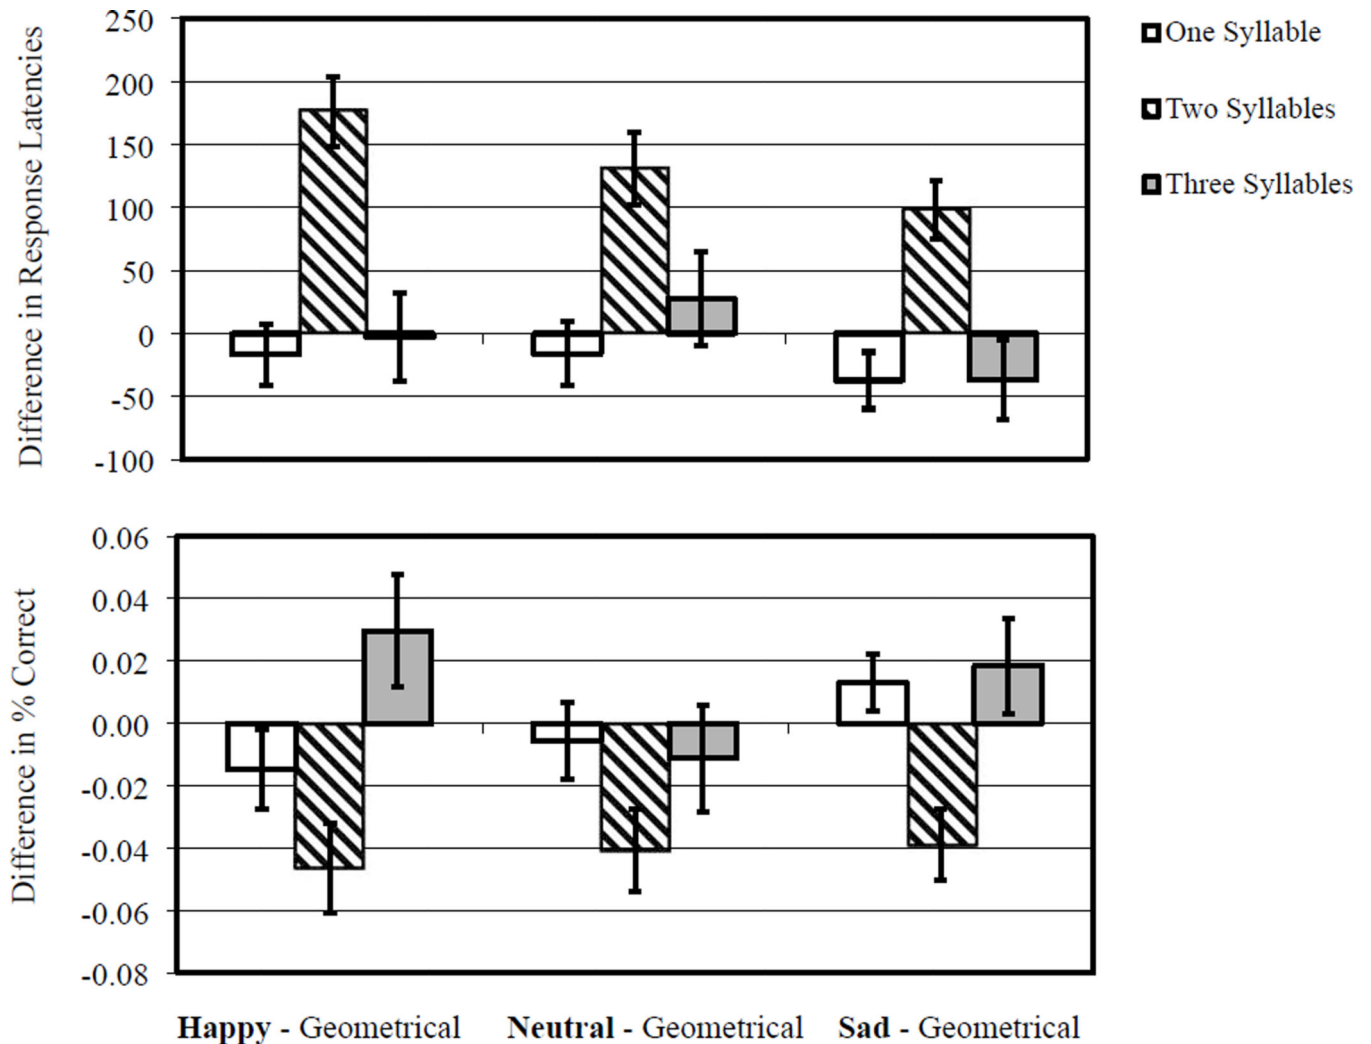 Difference in Response Latencies
250
200
150
100
50
0
-50
-100
One Syllable
Two Syllables
Three Syllables
Difference in % Correct
0.06
0.04
0.02
0.00
-0.02
-0.04
-0.06
-0.08
Happy - Geometrical
Neutral - Geometrical
Sad - Geometrical